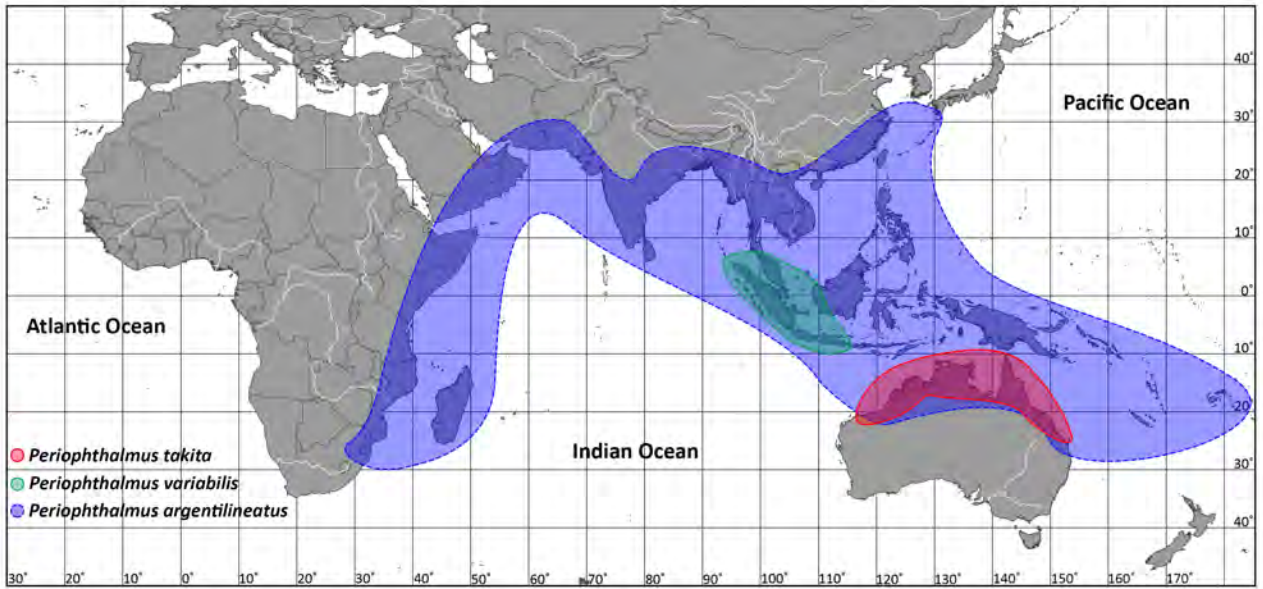 40°
Pacific Ocean
30°
20°
10°
0°
Atlantic Ocean
10°
20°
Indian Ocean
Periophthalmus takita
30°
Periophthalmus variabilis
Periophthalmus argentilineatus
40°
30° 20° 10° 0° 10° 20° 30° 40° 50° 60° 70° 80° 90° 100° 110° 120° 130° 140° 150° 160° 170°